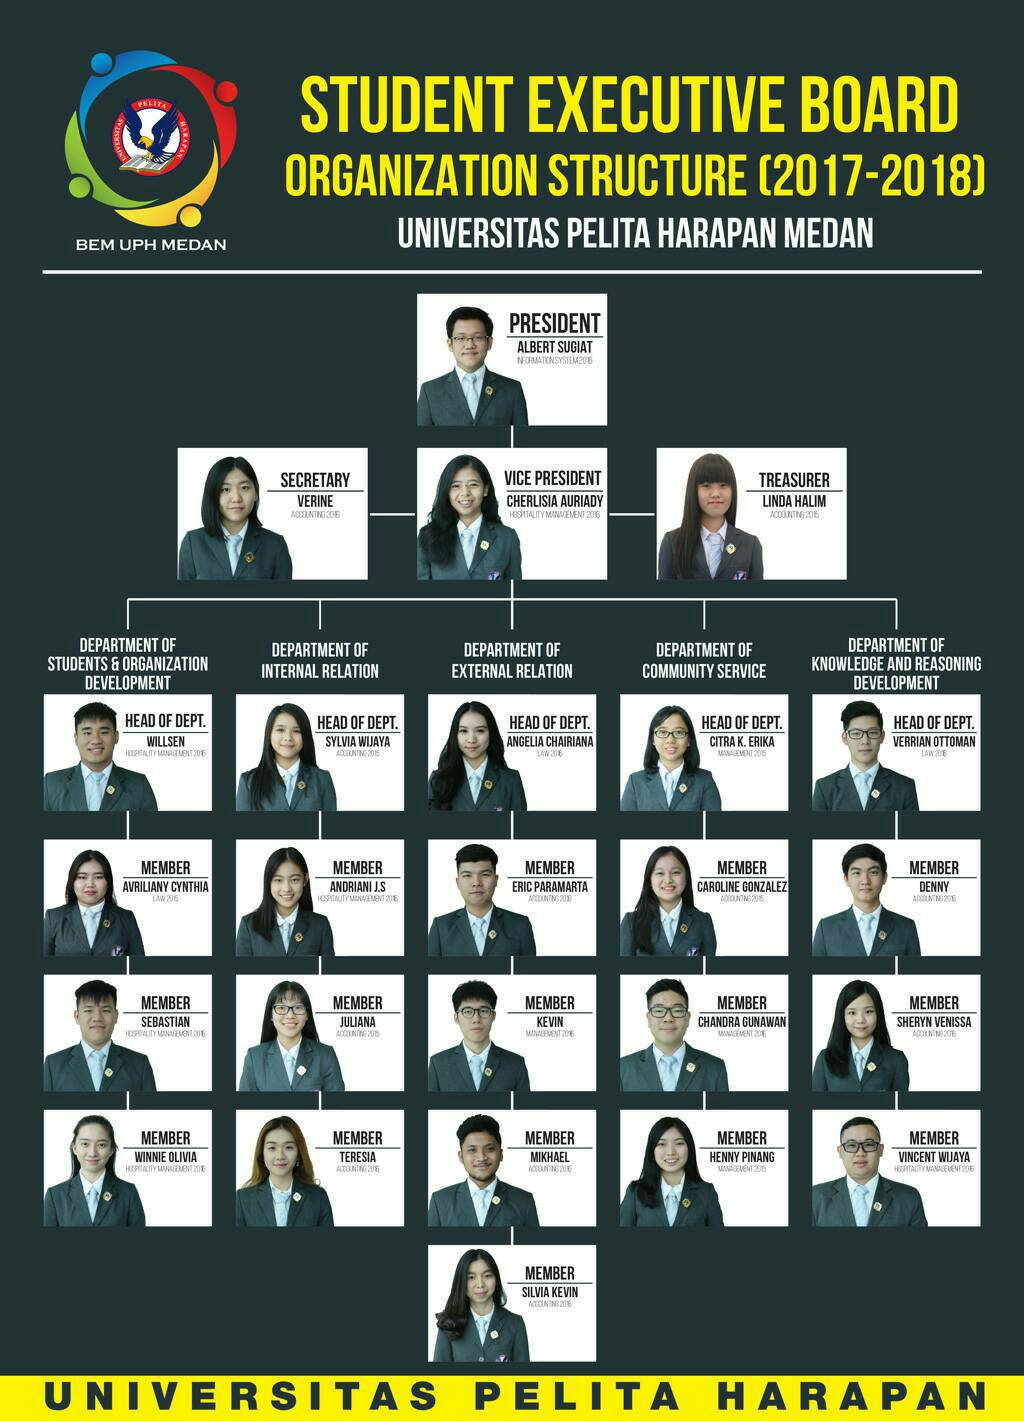 STUDENT EXECUTIVE BOARD
ORGANIZATION STRUCTURE (2017-2018)
UNIVERSITAS PELITA HARAPAN MEDAN
UNIVERSITAS PELITA HARAPAN
BEM UPH MEDAN
PRESIDENT
ALBERT SUGIAT
INFORMATION SYSTEM 2016
SECRETARY
VERINE
ACCOUNTING 2016
VICE PRESIDENT
CHERLISIA AURIADY
HOSPITALITY MANAGEMENT 2016
TREASURER
LINDA HALIM
ACCOUNTING 2015
DEPARTMENT OF
STUDENTS & ORGANIZATION
DEVELOPMENT
DEPARTMENT OF
INTERNAL RELATION
DEPARTMENT OF
EXTERNAL RELATION
DEPARTMENT OF
COMMUNITY SERVICE
DEPARTMENT OF
KNOWLEDGE AND REASONING
DEVELOPMENT
HEAD OF DEPT.
WILLSEN
HOSPITALITY MANAGEMENT 2016
HEAD OF DEPT.
SYLVIA WIJAYA
ACCOUNTING 2015
HEAD OF DEPT.
ANGELIA CHAIRIANA
LAW 2016
HEAD OF DEPT.
CITRA K. ERIKA
MANAGEMENT 2015
HEAD OF DEPT.
VERRIAN OTTOMAN
LAW 2016
MEMBER
AVRILIANY CYNTHIA
LAW 2015
MEMBER
ANDRIANI J.S
HOSPITALITY MANAGEMENT 2016
MEMBER
ERIC PARAMARTA
ACCOUNTING 2016
MEMBER
CAROLINE GONZALEZ
ACCOUNTING 2015
MEMBER
DENNY
ACCOUNTING 2016
MEMBER
SEBASTIAN
HOSPITALITY MANAGEMENT 2016
MEMBER
JULIANA
ACCOUNTING 2015
MEMBER
KEVIN
MANAGEMENT 2016
MEMBER
CHANDRA GUNAWAN
MANAGEMENT 2016
MEMBER
SHERYN VENISSA
ACCOUNTING 2016
MEMBER
WINNIE OLIVIA
HOSPITALITY MANAGEMENT 2016
MEMBER
TERESIA
ACCOUNTING 2016
MEMBER
MIKHAEL
ACCOUNTING 2016
MEMBER
HENNY PINANG
MANAGEMENT 2015
MEMBER
VINCENT WIJAYA
HOSPITALITY MANAGEMENT 2016
MEMBER
SILVIA KEVIN
ACCOUNTING 2016
UNIVERSITAS PELITA HARAPAN